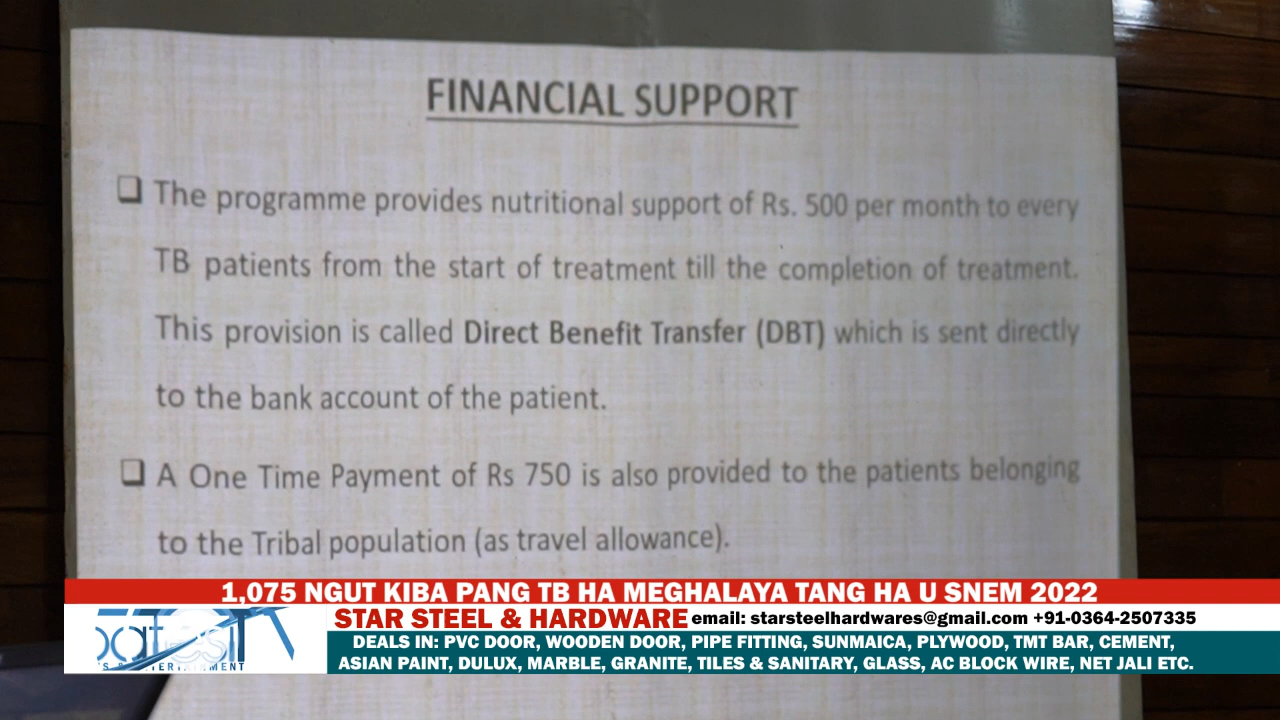 FINANCIAL SUPPORT
❑ The programme provides nutritional support of Rs. 500 per month to every
TB patients from the start of treatment till the completion of treatment.
This provision is called Direct Benefit Transfer (DBT) which is sent directly
to the bank account of the patient.
❑ A One Time Payment of Rs 750 is also provided to the patients belonging
to the Tribal population (as travel allowance).
1,075 NGUT KIBA PANG TB HA MEGHALAYA TANG HA U SNEM 2022
STAR STEEL & HARDWARE email: starsteelhardwares@gmail.com +91-0364-2507335
DEALS IN: PVC DOOR, WOODEN DOOR, PIPE FITTING, SUNMAICA, PLYWOOD, TMT BAR, CEMENT,
ASIAN PAINT, DULUX, MARBLE, GRANITE, TILES & SANITARY, GLASS, AC BLOCK WIRE, NET JALI ETC.